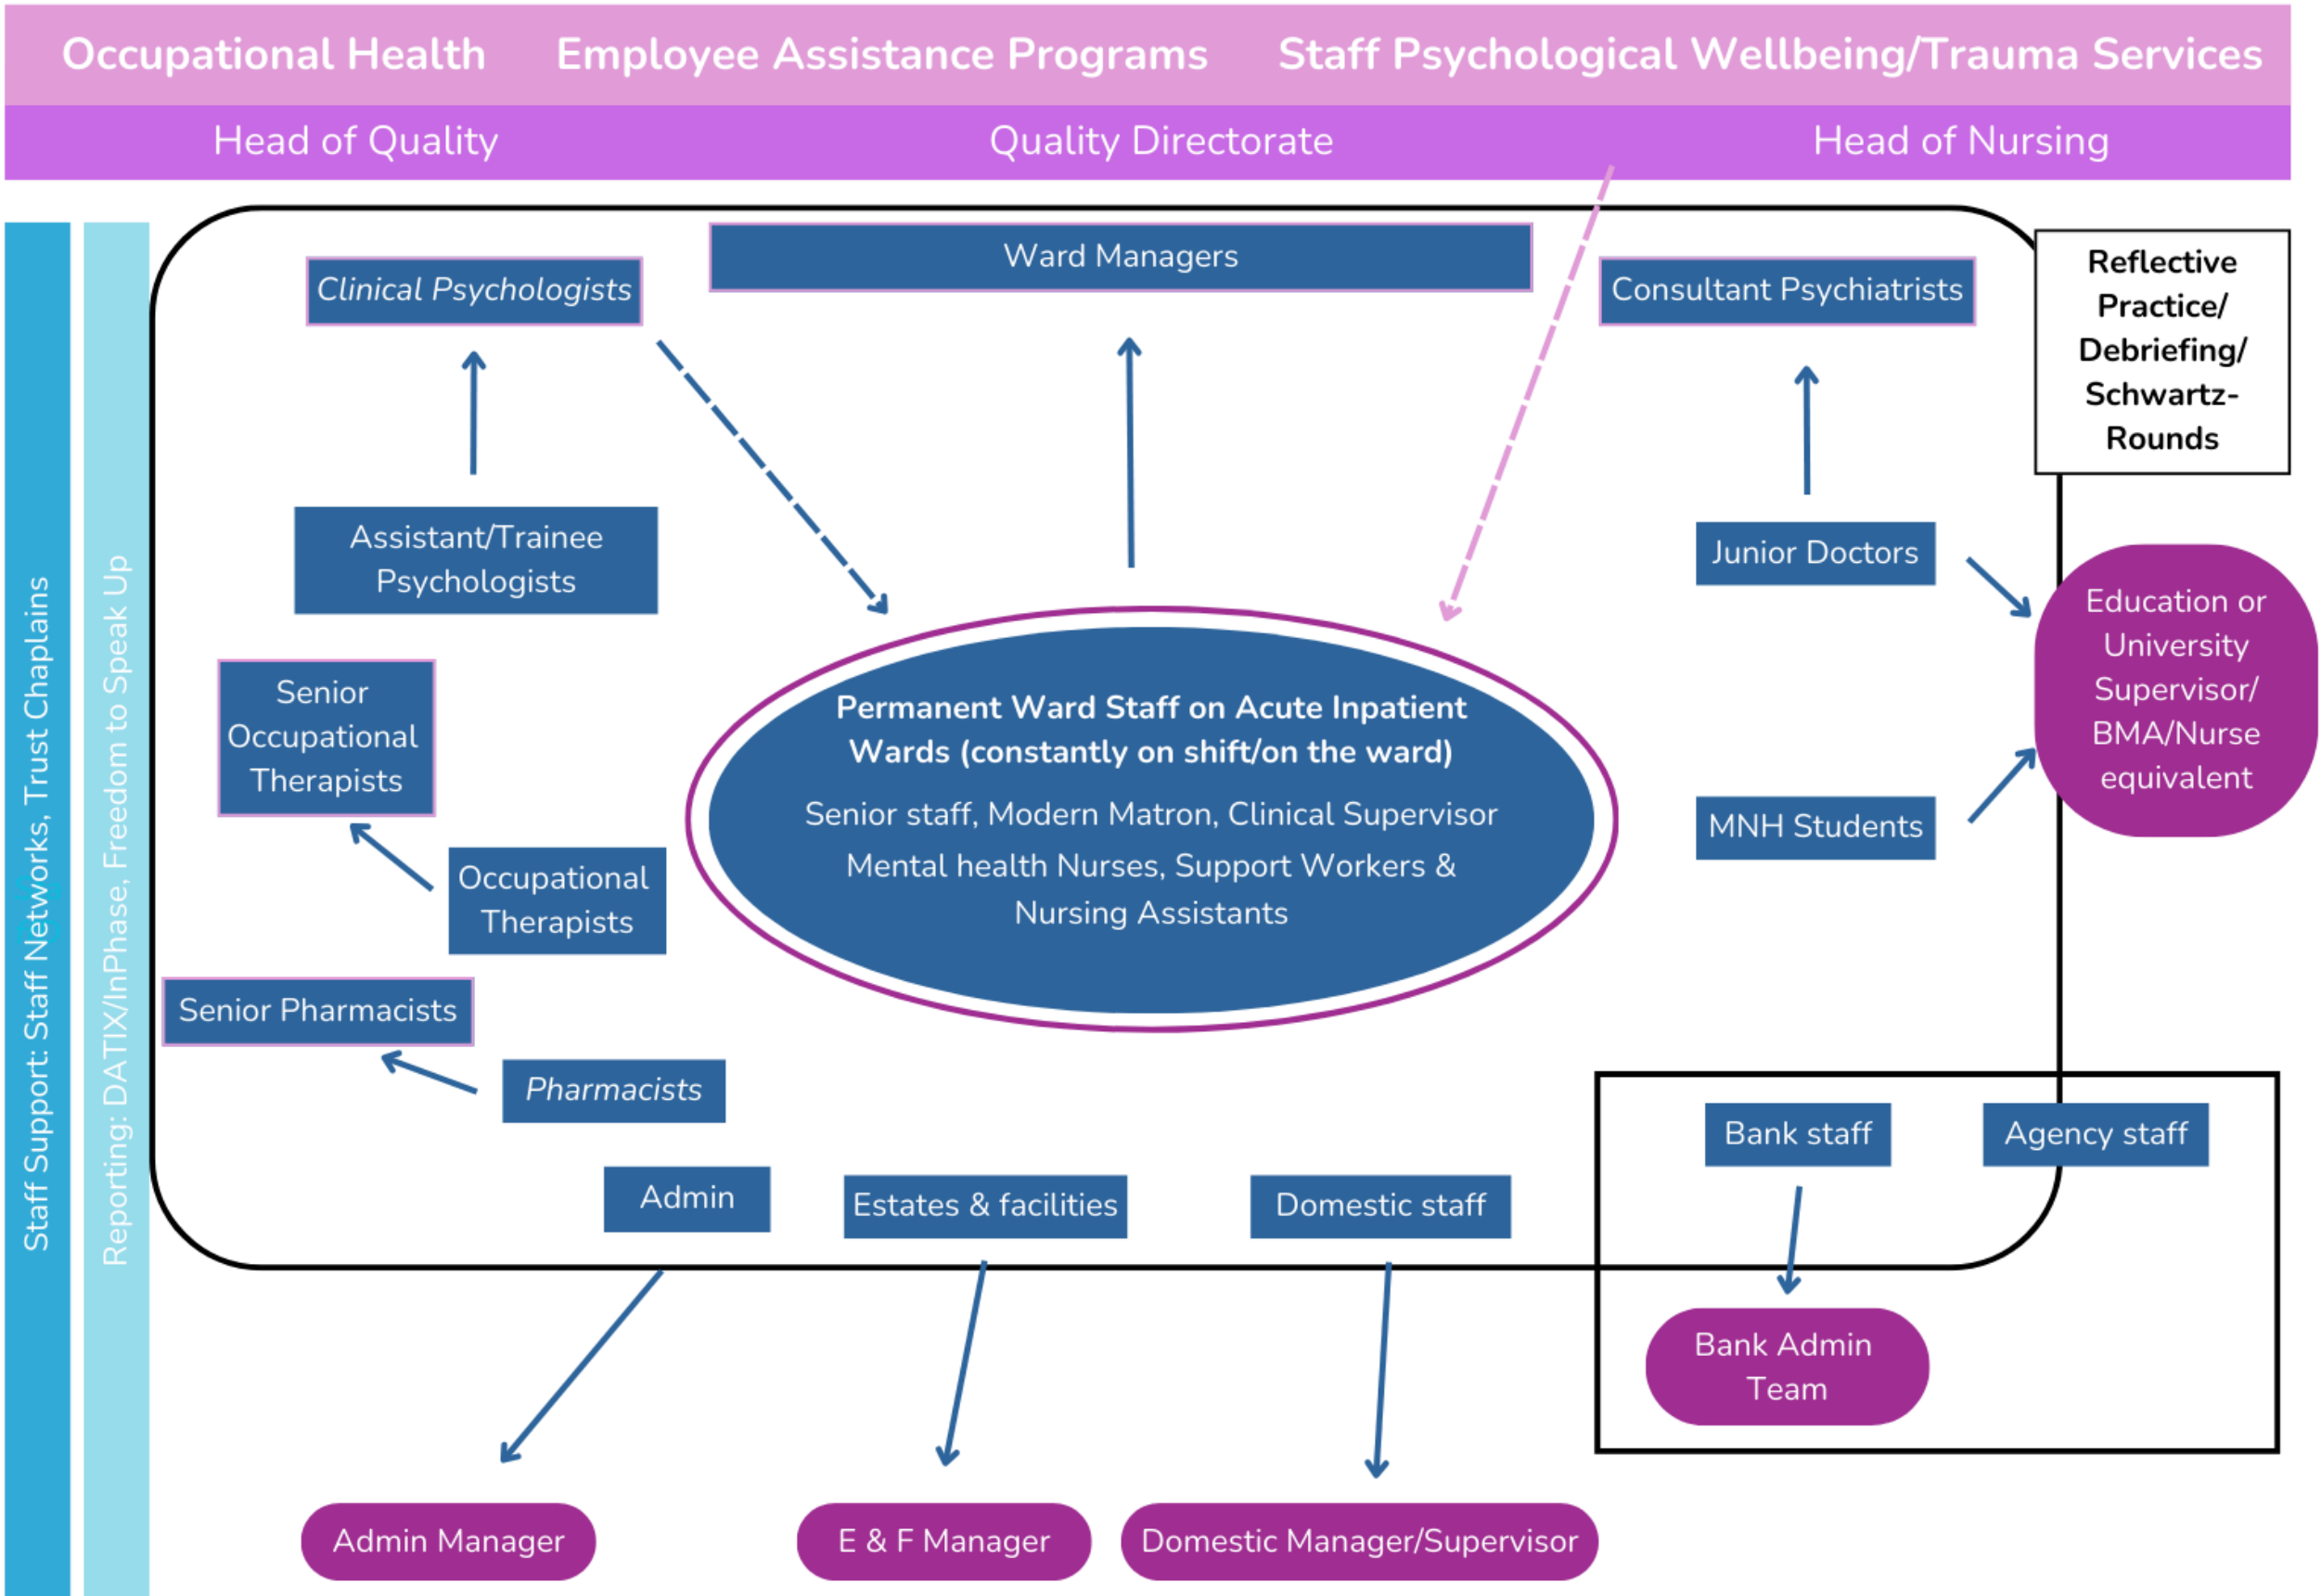 Occupational Health Employee Assistance Programs Staff Psychological Wellbeing/Trauma Services
Head of Quality Quality Directorate Head of Nursing
Staff Support: Staff Networks, Trust Chaplains
Reporting: DATIX/InPhase, Freedom to Speak Up
Clinical Psychologists
Ward Managers
Consultant Psychiatrists
Reflective
Practice/
Debriefing/
Schwartz-
Rounds
Assistant/Trainee
Psychologists
Junior Doctors
Education or
University
Supervisor/
BMA/Nurse
equivalent
MNH Students
Senior
Occupational
Therapists
Occupational
Therapists
Permanent Ward Staff on Acute Inpatient
Wards (constantly on shift/on the ward)
Senior staff, Modern Matron, Clinical Supervisor
Mental health Nurses, Support Workers &
Nursing Assistants
Senior Pharmacists
Pharmacists
Admin
Estates & facilities
Domestic staff
Bank staff
Agency staff
Bank Admin
Team
Admin Manager
E & F Manager
Domestic Manager/Supervisor